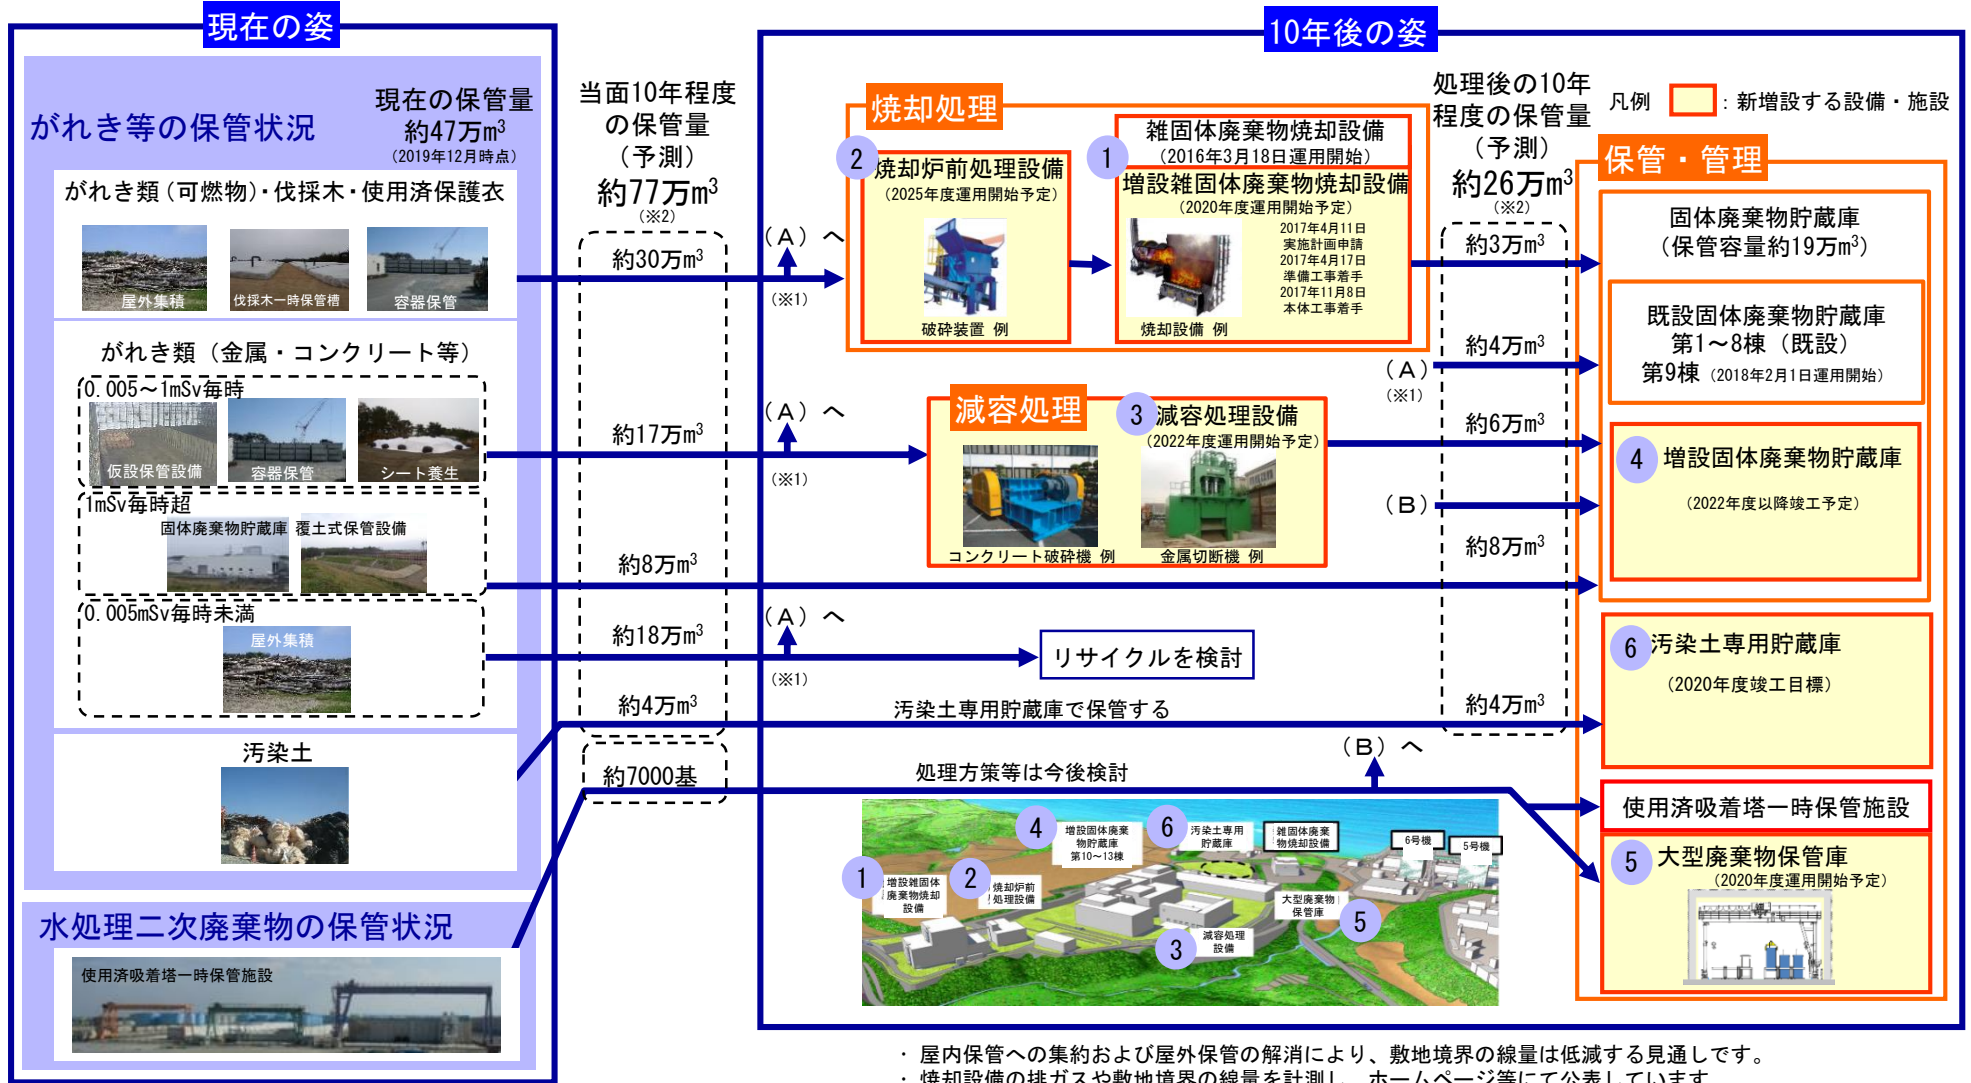 現在の姿
がれき等の保管状況
現在の保管量
約47万m³
(2019年12月時点)
がれき類(可燃物)・伐採木・使用済保護衣
屋外集積
伐採木一時保管槽
容器保管
がれき類(金属・コンクリート等)
0.005～1mSv毎時
仮設保管設備
容器保管
シート養生
1mSv毎時超
固体廃棄物貯蔵庫
覆土式保管設備
0.005mSv毎時未満
屋外集積
汚染土
水処理二次廃棄物の保管状況
使用済吸着塔一時保管施設
当面10年程度
の保管量
(予測)
約77万m³
(※2)
約30万m³
約17万m³
約8万m³
約18万m³
約4万m³
約7000基
10年後の姿
(A)へ
(※1)
(A)へ
(※1)
(A)へ
(※1)
焼却処理
2
焼却炉前処理設備
(2025年度運用開始予定)
破砕装置 例
1
雑固体廃棄物焼却設備
(2016年3月18日運用開始)
増設雑固体廃棄物焼却設備
(2020年度運用開始予定)
2017年4月11日
実施計画申請
2017年4月17日
準備工事着手
2017年11月8日
本体工事着手
焼却設備 例
減容処理
3
減容処理設備
(2022年度運用開始予定)
コンクリート破砕機 例
金属切断機 例
リサイクルを検討
汚染土専用貯蔵庫で保管する
処理方策等は今後検討
(B)へ
処理後の10年
程度の保管量
(予測)
約26万m³
(※2)
約3万m³
約4万m³
(A)
(※1)
約6万m³
(B)
約8万m³
約4万m³
凡例
:新増設する設備・施設
保管・管理
固体廃棄物貯蔵庫
(保管容量約19万m³)
既設固体廃棄物貯蔵庫
第1～8棟(既設)
第9棟(2018年2月1日運用開始)
4
増設固体廃棄物貯蔵庫
(2022年度以降竣工予定)
6
汚染土専用貯蔵庫
(2020年度竣工目標)
使用済吸着塔一時保管施設
5
大型廃棄物保管庫
(2020年度運用開始予定)
1
増設雑固体
廃棄物焼却
設備
2
焼却炉前
処理設備
4
増設固体廃棄
物貯蔵庫
第10～13棟
6
汚染土専用
貯蔵庫
雑固体廃棄
物焼却設備
6号機
5号機
大型廃棄物
保管庫
5
3
減容処理
設備
・ 屋内保管への集約および屋外保管の解消により、敷地境界の線量は低減する見通しです。
・ 焼却設備の排ガスや敷地境界の線量を計測し、ホームページ等にて公表しています。